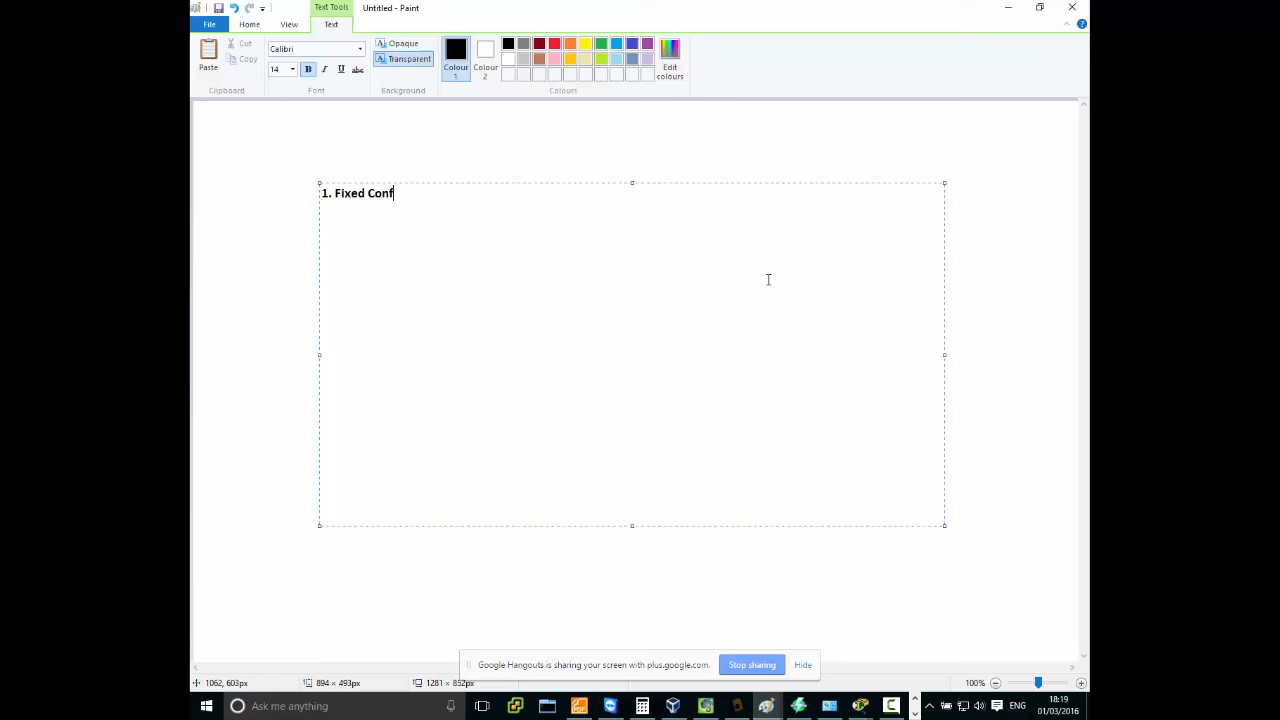 Text Tools
Untitled - Paint
File
Home
View
Text
Paste
Cut
Copy
Clipboard
Calibri
14
B
I
U
abc
Font
Opaque
Transparent
Background
Colour 1
Colour 2
Edit colours
Colours
1. Fixed Conf
Google Hangouts is sharing your screen with plus.google.com.
Stop sharing
Hide
1062, 603px
894 × 493px
1281 × 852px
100%
Ask me anything
PDF
ENG
18:19
01/03/2016